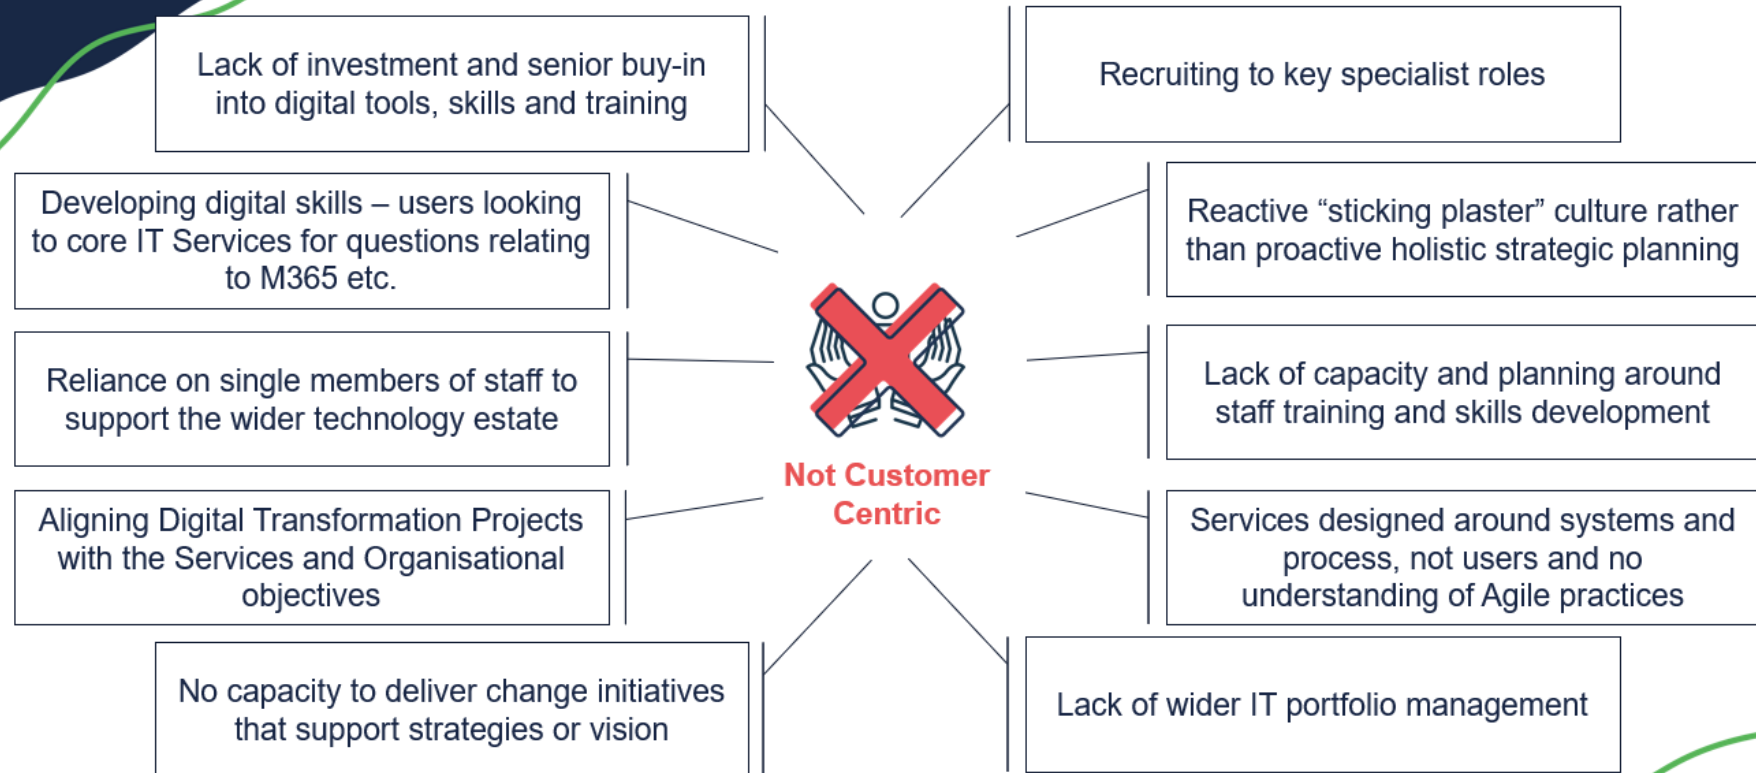 Lack of investment and senior buy-in
into digital tools, skills and training
Recruiting to key specialist roles
Developing digital skills – users looking
to core IT Services for questions relating
to M365 etc.
Reactive “sticking plaster” culture rather
than proactive holistic strategic planning
Reliance on single members of staff to
support the wider technology estate
Lack of capacity and planning around
staff training and skills development
Not Customer
Centric
Aligning Digital Transformation Projects
with the Services and Organisational
objectives
Services designed around systems and
process, not users and no
understanding of Agile practices
No capacity to deliver change initiatives
that support strategies or vision
Lack of wider IT portfolio management